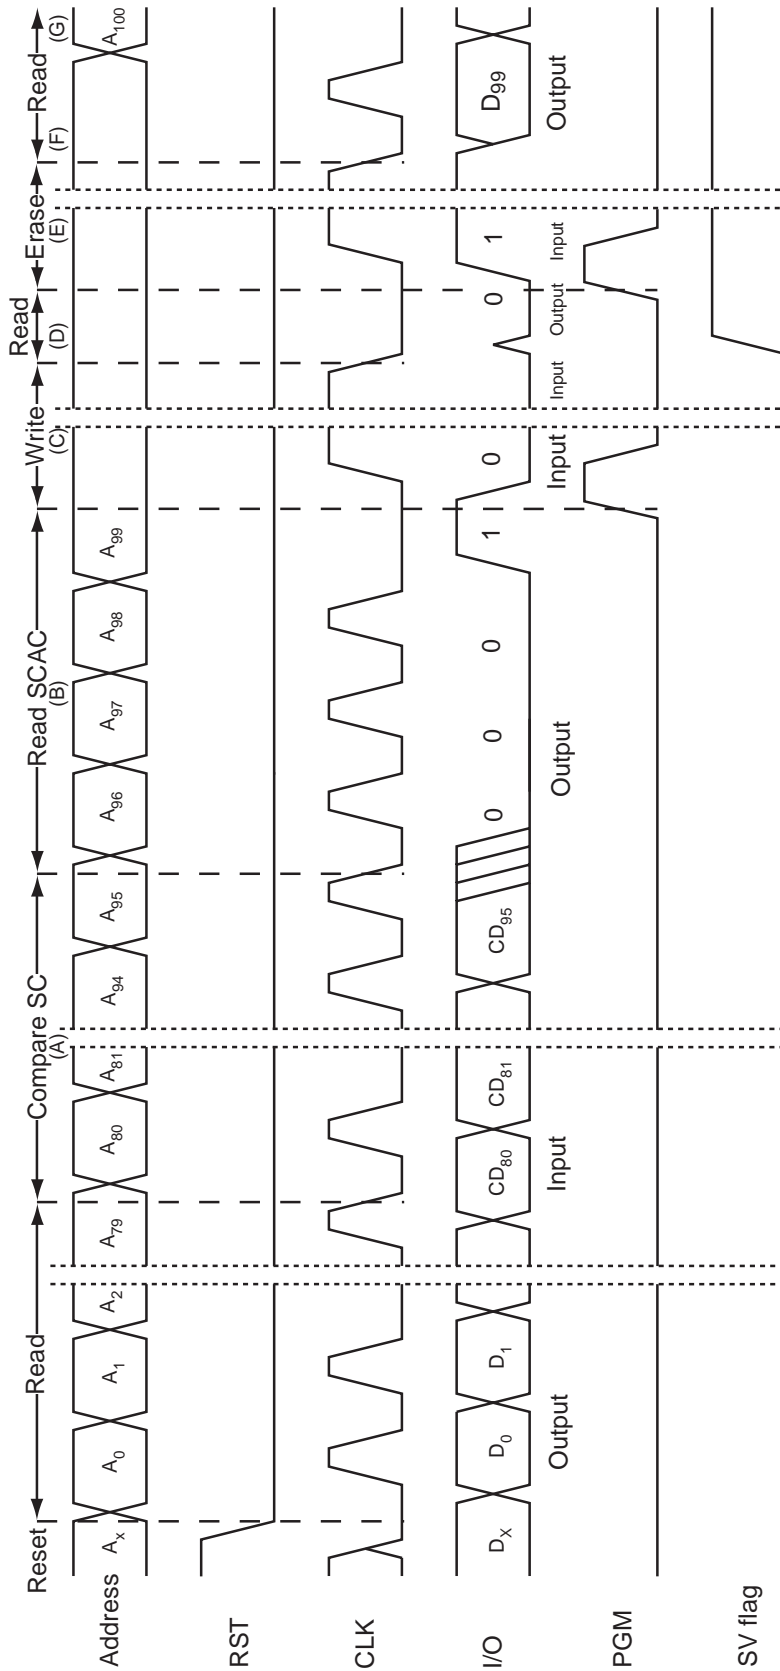 Reset Read Compare SC Read SCAC Write Read Erase Read
(A) (B) (C) (D) (E) (F) (G)
Address AX A0 A1 A2 A79 A80 A81 A94 A95 A96 A97 A98 A99 A100
RST
CLK
I/O DX D0 D1 CD80 CD81 CD95 0 0 0 1 0 0 1 D99
Output Input Output Input Input Output Input Output
PGM
SV flag